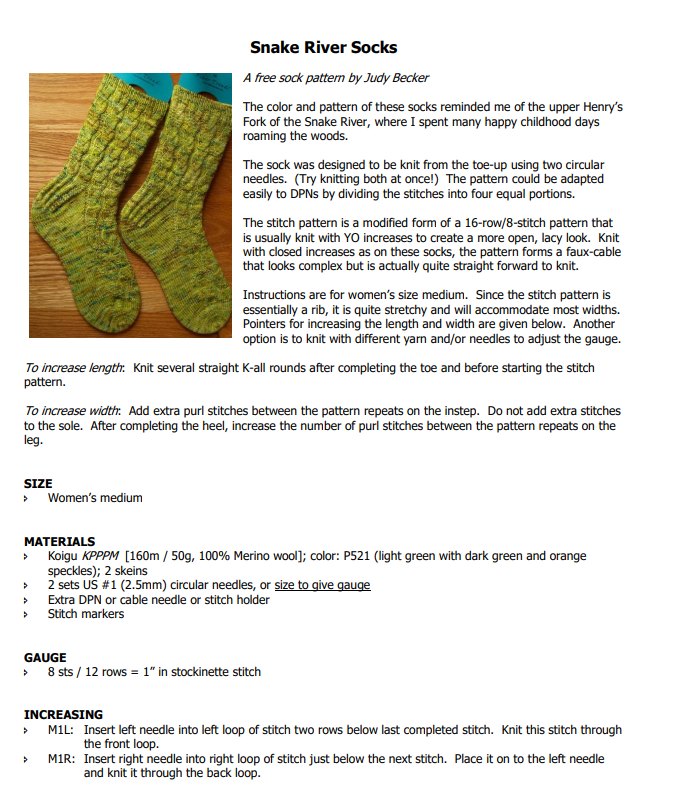 Snake River Socks
A free sock pattern by Judy Becker
The color and pattern of these socks reminded me of the upper Henry's
Fork of the Snake River, where I spent many happy childhood days
roaming the woods.
The sock was designed to be knit from the toe-up using two circular
needles.  (Try knitting both at once!)  The pattern could be adapted
easily to DPNs by dividing the stitches into four equal portions.
The stitch pattern is a modified form of a 16-row/8-stitch pattern that
is usually knit with YO increases to create a more open, lacy look.  Knit
with closed increases as on these socks, the pattern forms a faux-cable
that looks complex but is actually quite straight forward to knit.
Instructions are for women's size medium.  Since the stitch pattern is
essentially a rib, it is quite stretchy and will accommodate most widths.
Pointers for increasing the length and width are given below.  Another
option is to knit with different yarn and/or needles to adjust the gauge.
To increase length:  Knit several straight K-all rounds after completing the toe and before starting the stitch
pattern.
To increase width:  Add extra purl stitches between the pattern repeats on the instep.  Do not add extra stitches
to the sole.  After completing the heel, increase the number of purl stitches between the pattern repeats on the
leg.
SIZE
Women's medium
MATERIALS
Koigu KPPPM  [160m / 50g, 100% Merino wool]; color: P521 (light green with dark green and orange
speckles); 2 skeins
2 sets US #1 (2.5mm) circular needles, or size to give gauge
Extra DPN or cable needle or stitch holder
Stitch markers
GAUGE
8 sts / 12 rows = 1" in stockinette stitch
INCREASING
M1L:  Insert left needle into left loop of stitch two rows below last completed stitch.  Knit this stitch through
the front loop.
M1R:  Insert right needle into right loop of stitch just below the next stitch.  Place it on to the left needle
and knit it through the back loop.